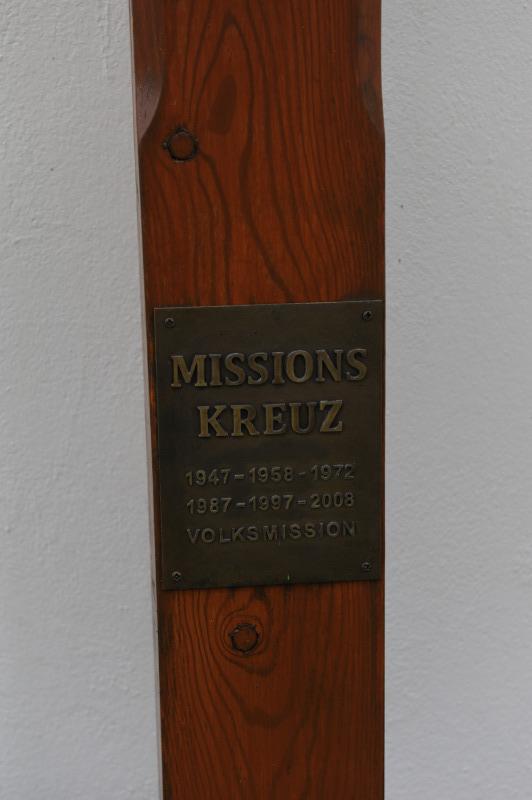 MISSIONS
KREUZ
1947-1958-1972
1987-1997-2008
VOLKSMISSION